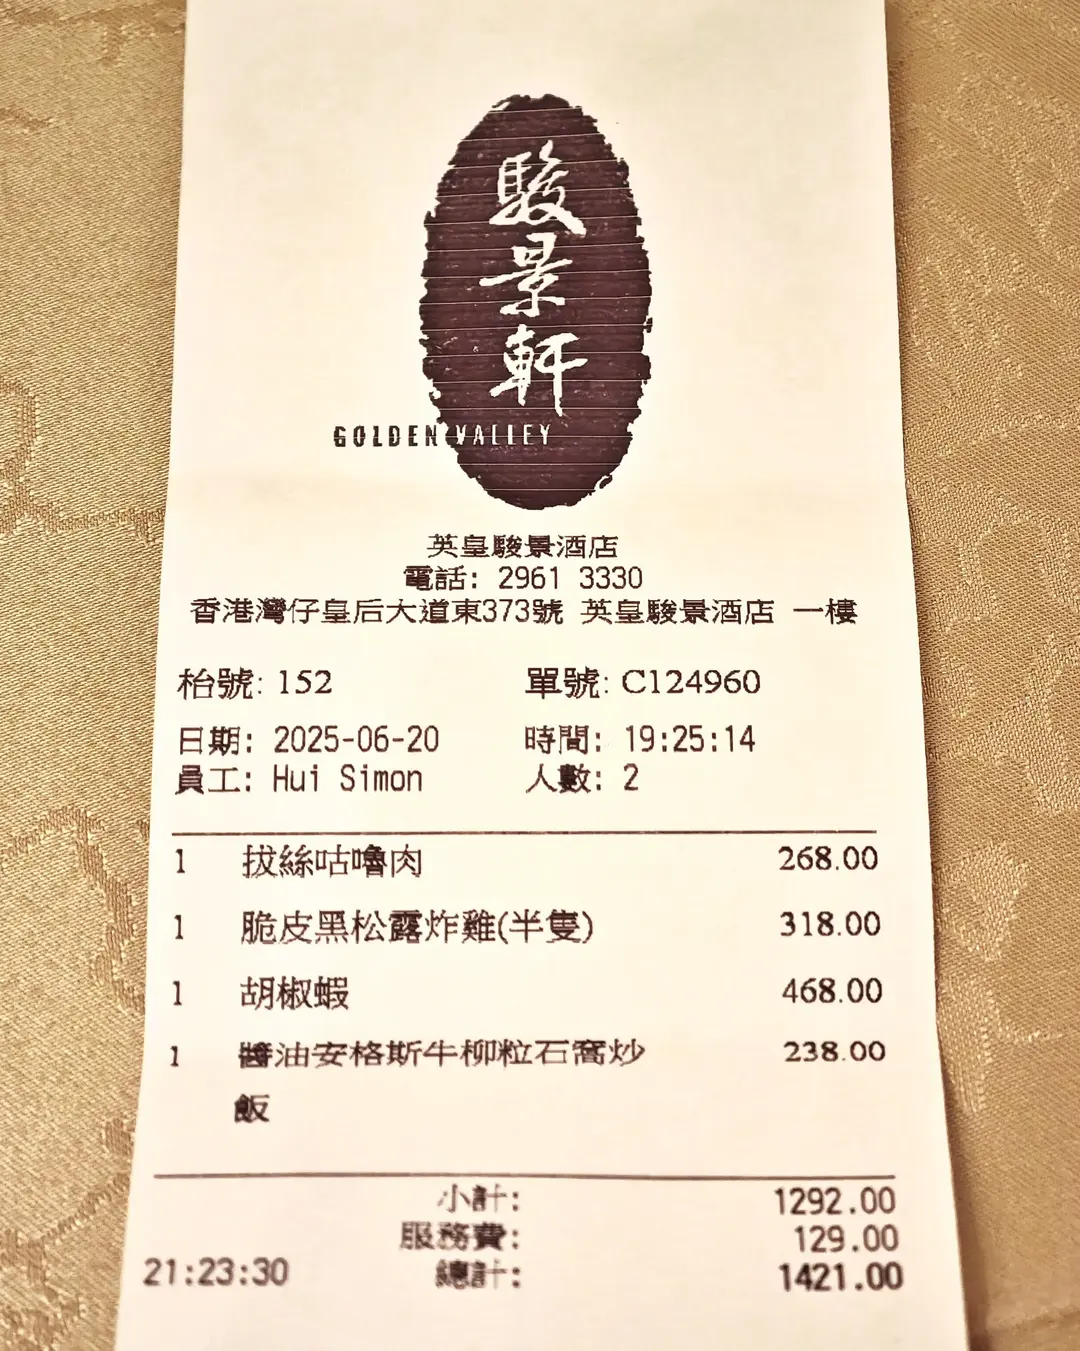 駿景軒
GOLDEN VALLEY
英皇駿景酒店
電話: 2961 3330
香港灣仔皇后大道東373號 英皇駿景酒店 一樓
枱號: 152 單號: C124960
日期: 2025-06-20 時間: 19:25:14
員工: Hui Simon 人數: 2
1 拔絲咕嚕肉 268.00
1 脆皮黑松露炸雞(半隻) 318.00
1 胡椒蝦 468.00
1 醬油安格斯牛柳粒石窩炒 238.00
飯
小計: 1292.00
服務費: 129.00
21:23:30 總計: 1421.00